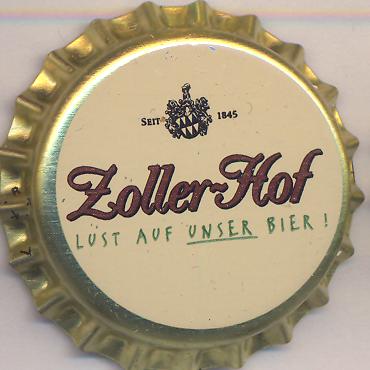 SEIT 1845
Zoller-Hof
LUST AUF UNSER BIER!